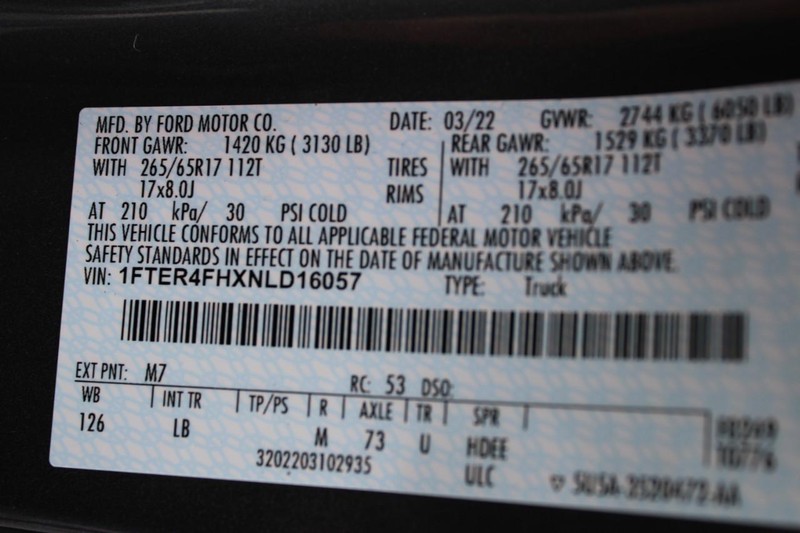 MFD. BY FORD MOTOR CO. DATE: 03/22 GVWR: 2744 KG ( 6050 LB)
FRONT GAWR: 1420 KG ( 3130 LB) REAR GAWR: 1529 KG ( 3370 LB)
WITH 265/65R17 112T TIRES WITH 265/65R17 112T
17x8.0J RIMS 17x8.0J
AT 210 kPa/ 30 PSI COLD AT 210 kPa/ 30 PSI COLD
THIS VEHICLE CONFORMS TO ALL APPLICABLE FEDERAL MOTOR VEHICLE
SAFETY STANDARDS IN EFFECT ON THE DATE OF MANUFACTURE SHOWN ABOVE.
VIN: 1FTER4FHXNLD16057 TYPE: Truck
EXT PNT: M7 RC: 53 DSO:
WB INT TR TP/PS R AXLE TR SPR
126 LB M 73 U HDEE
3202203102935 ULC